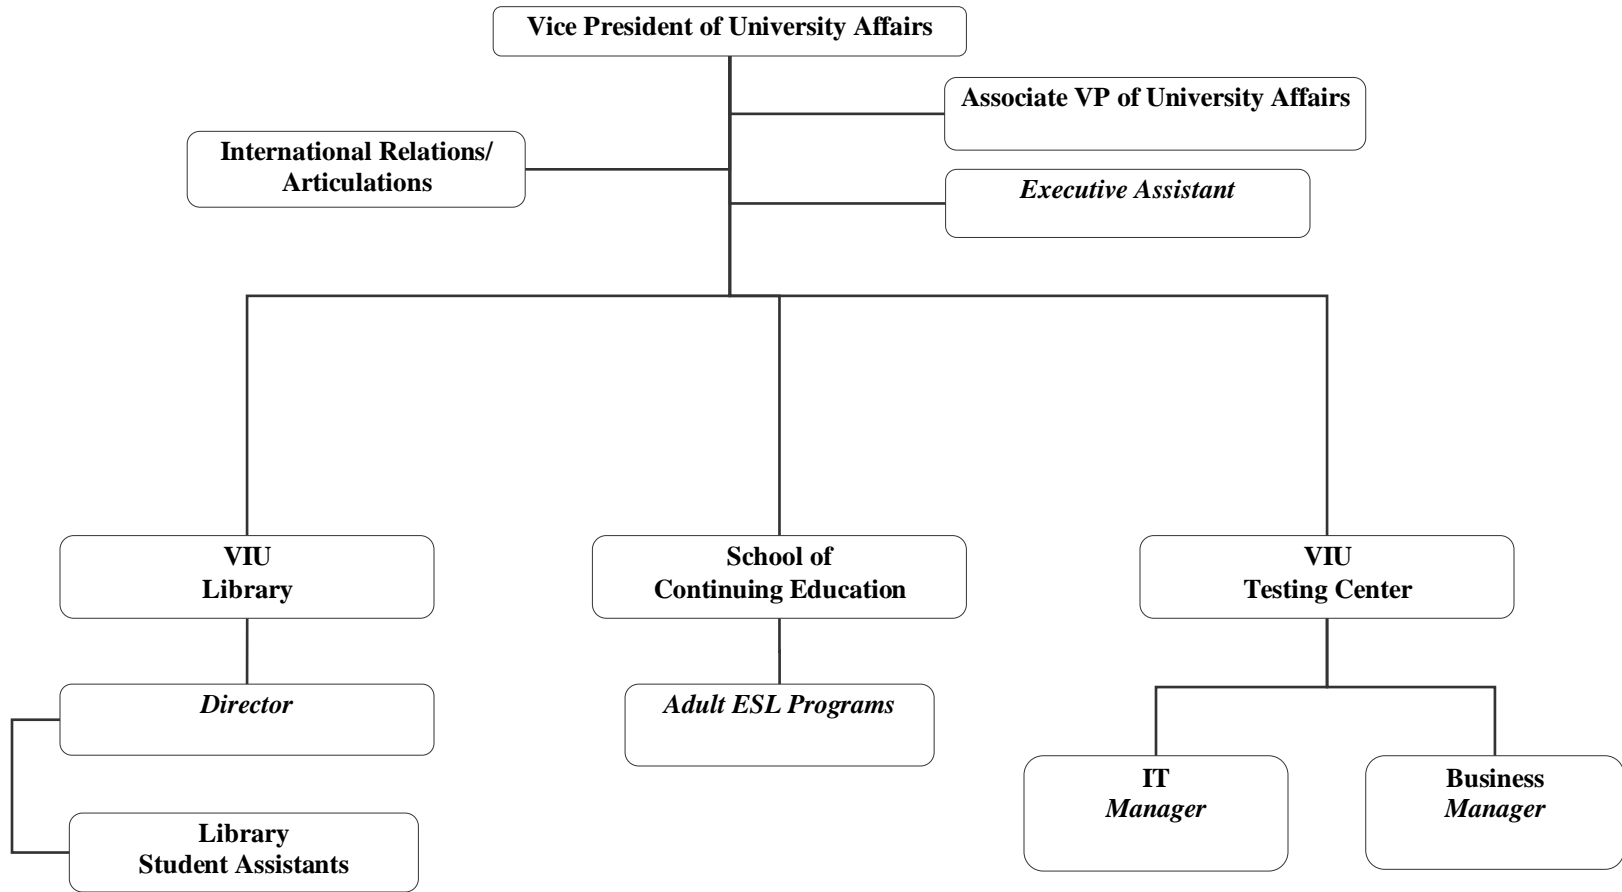 Vice President of University Affairs
Associate VP of University Affairs
International Relations/
Articulations
Executive Assistant
VIU
Library
School of
Continuing Education
VIU
Testing Center
Director
Adult ESL Programs
IT
Manager
Business
Manager
Library
Student Assistants